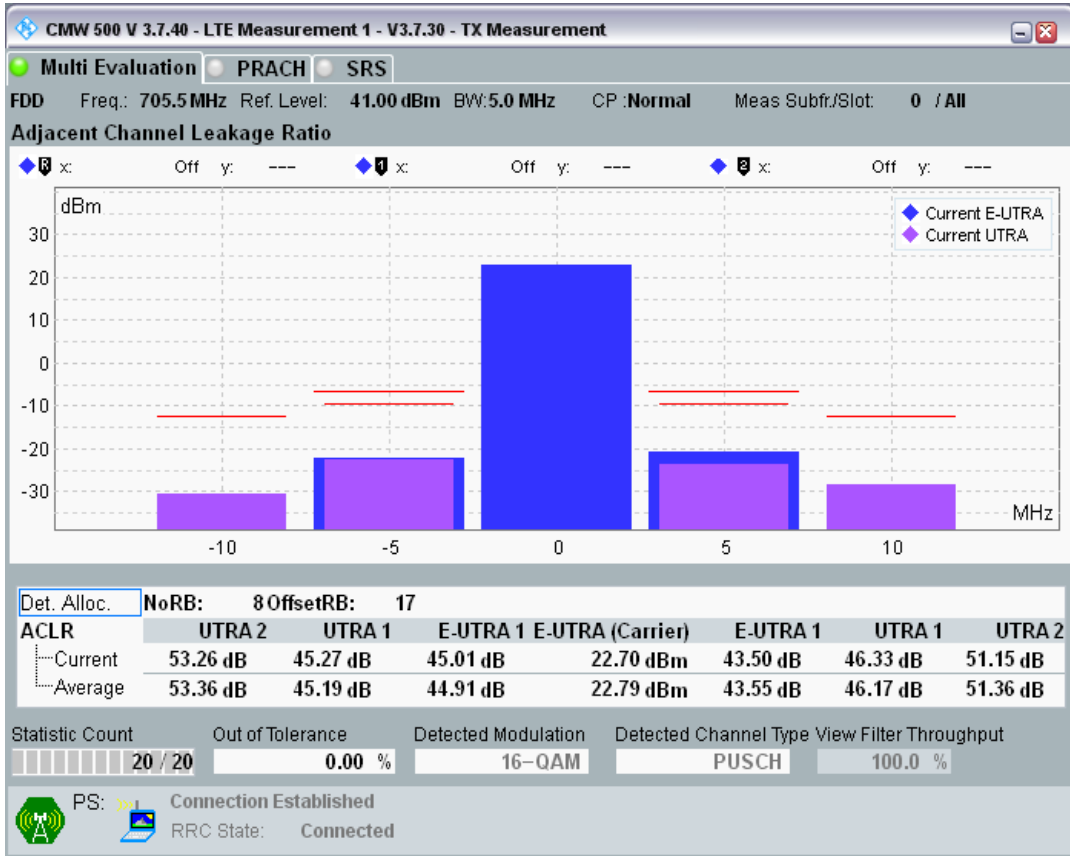 CMW 500 V 3.7.40 - LTE Measurement 1 - V3.7.30 - TX Measurement
Multi Evaluation PRACH SRS
FDD Freq.: 705.5 MHz Ref. Level: 41.00 dBm BW: 5.0 MHz CP :Normal Meas Subfr./Slot: 0 / All
Adjacent Channel Leakage Ratio
R x: Off y: --- 1 x: Off y: --- 2 x: Off y: ---
dBm
Current E-UTRA
Current UTRA
30
20
10
0
-10
-20
-30
MHz
-10 -5 0 5 10
Det. Alloc. NoRB: 8 OffsetRB: 17
ACLR UTRA 2 UTRA 1 E-UTRA 1 E-UTRA (Carrier) E-UTRA 1 UTRA 1 UTRA 2
Current 53.26 dB 45.27 dB 45.01 dB 22.70 dBm 43.50 dB 46.33 dB 51.15 dB
Average 53.36 dB 45.19 dB 44.91 dB 22.79 dBm 43.55 dB 46.17 dB 51.36 dB
Statistic Count Out of Tolerance Detected Modulation Detected Channel Type View Filter Throughput
20 / 20 0.00 % 16-QAM PUSCH 100.0 %
PS: Connection Established
RRC State: Connected